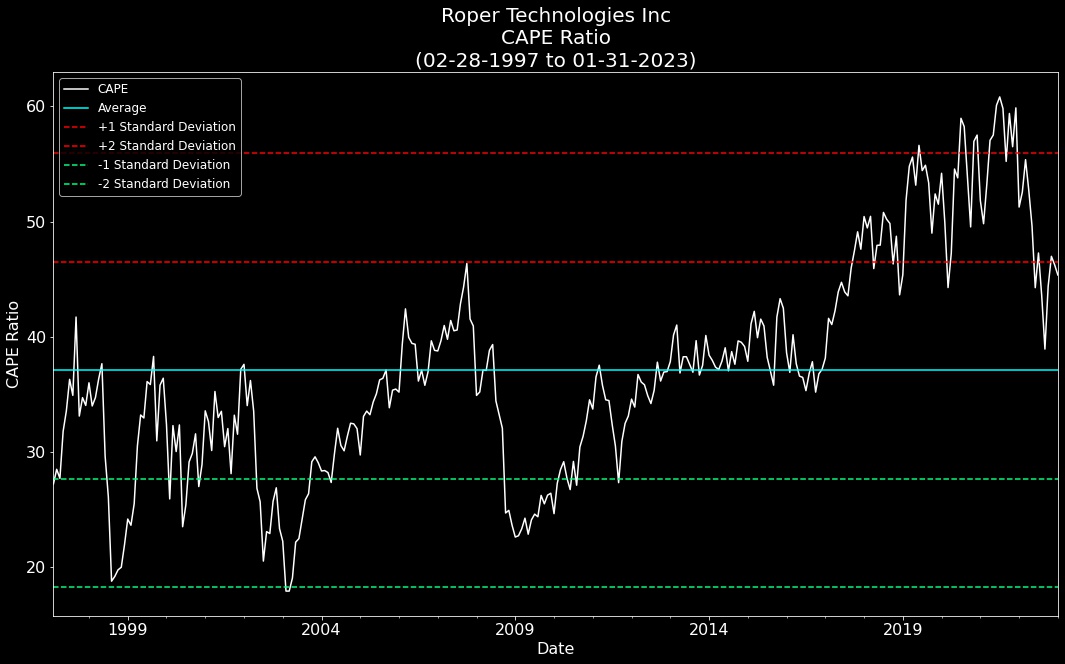 Roper Technologies Inc
CAPE Ratio
(02-28-1997 to 01-31-2023)
CAPE
Average
+1 Standard Deviation
+2 Standard Deviation
-1 Standard Deviation
-2 Standard Deviation
60
50
40
30
20
CAPE Ratio
1999
2004
2009
2014
2019
Date